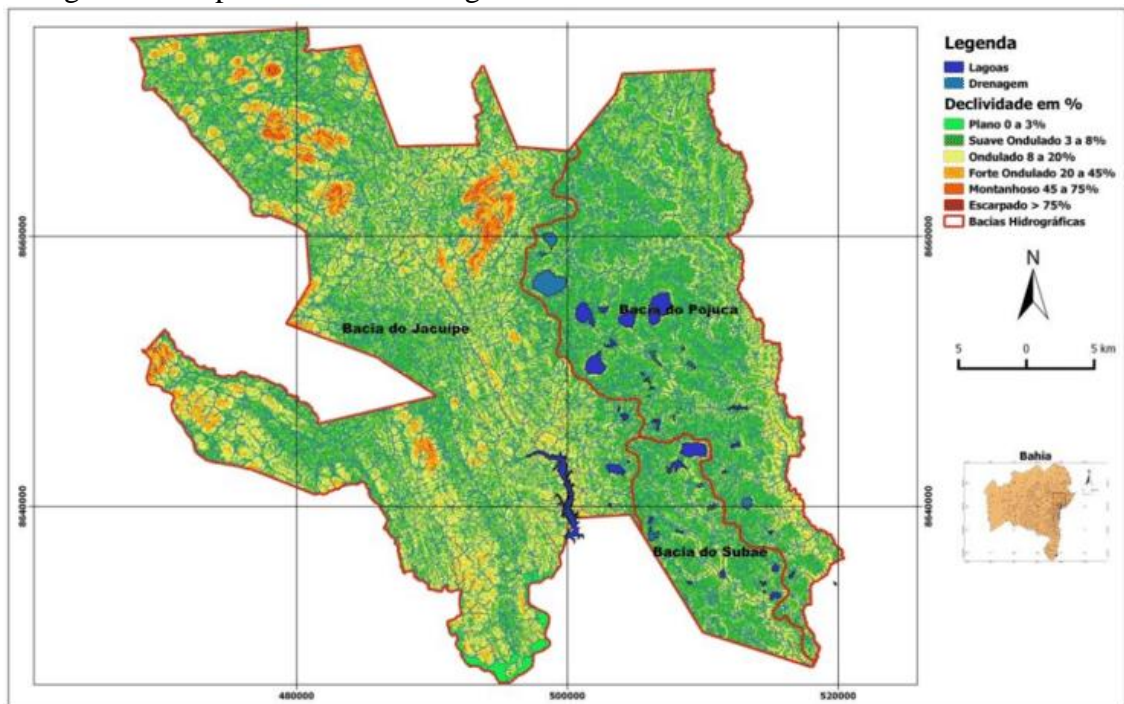 Legenda
Lagoas
Drenagem
Declividade em %
Plano 0 a 3%
Suave Ondulado 3 a 8%
Ondulado 8 a 20%
Forte Ondulado 20 a 45%
Montanhoso 45 a 75%
Escarpado > 75%
Bacias Hidrográficas
8660000
8660000
N
Bacia do Pojuca
Bacia do Jacuípe
5 0 5 km
Bahia
8640000
8640000
Bacia do Subaé
480000 500000 520000